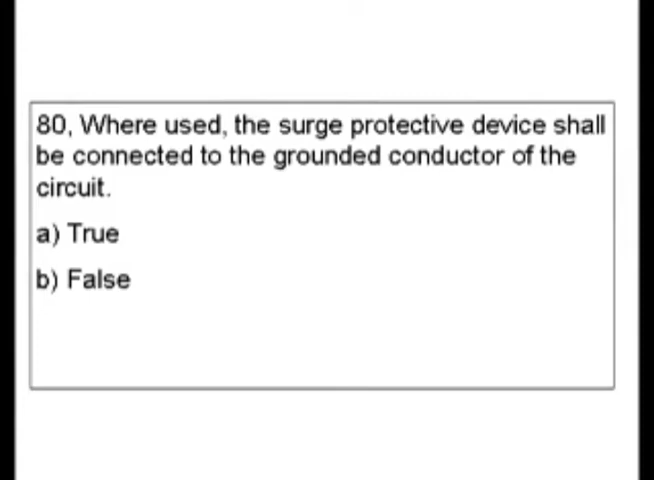 80, Where used, the surge protective device shall
be connected to the grounded conductor of the
circuit.
a) True
b) False